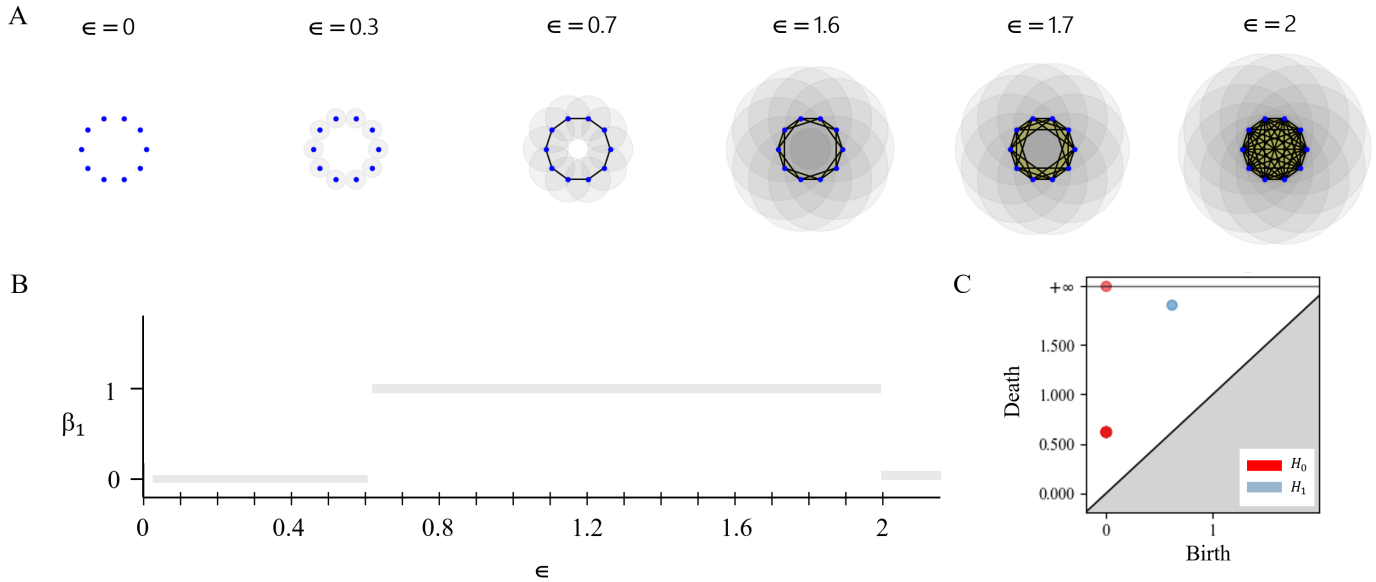 A
ϵ = 0
ϵ = 0.3
ϵ = 0.7
ϵ = 1.6
ϵ = 1.7
ϵ = 2
B
1
β₁
0
0
0.4
0.8
1.2
1.6
2
ϵ
C
+∞
1.500
1.000
0.500
0.000
Death
H₀
H₁
0
1
Birth